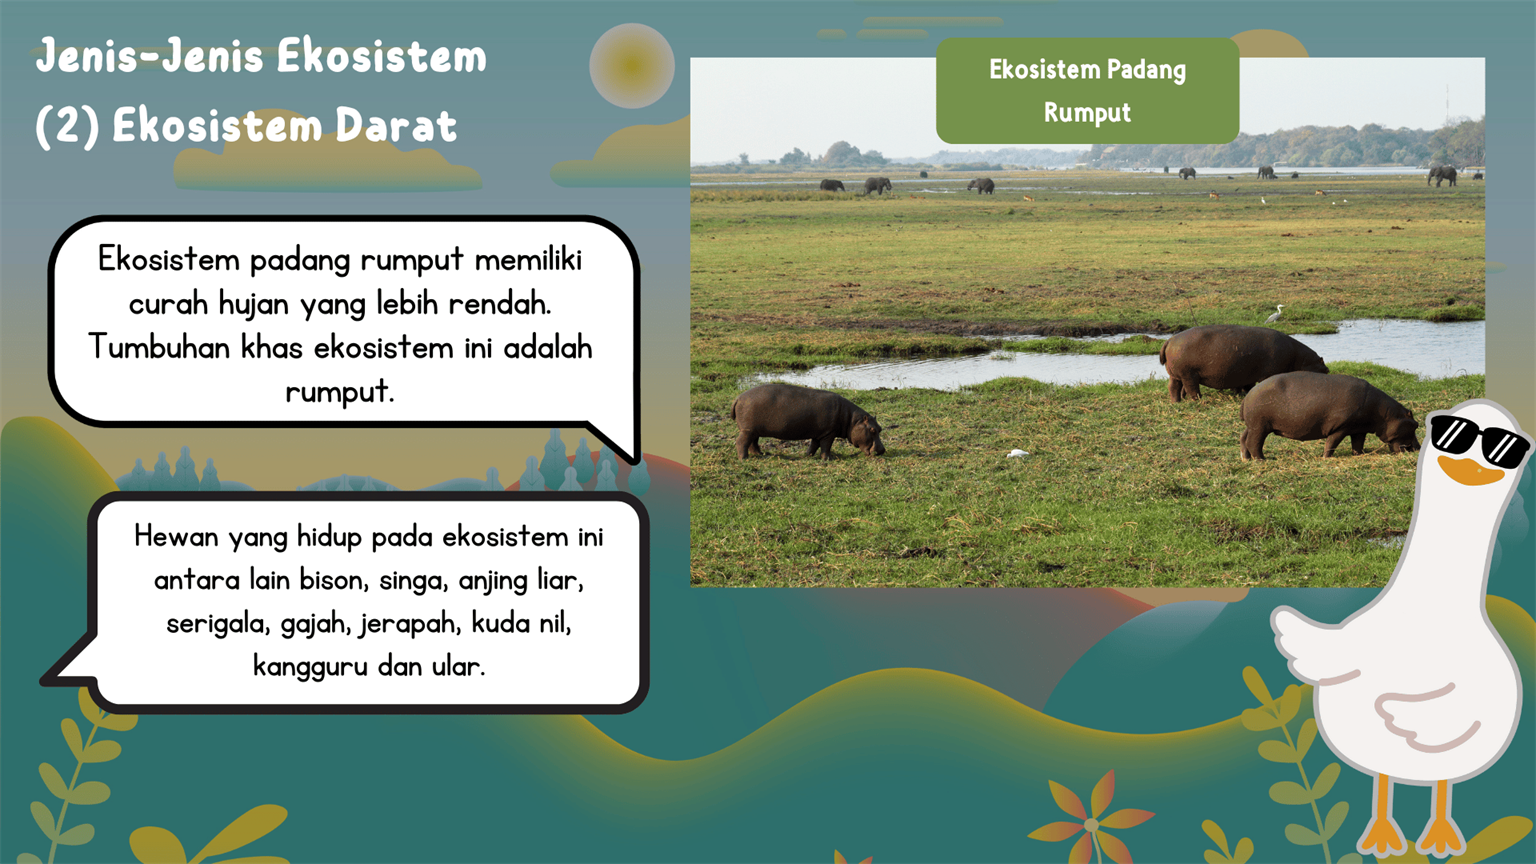 Jenis-Jenis Ekosistem
(2) Ekosistem Darat
Ekosistem Padang
Rumput
Ekosistem padang rumput memiliki
curah hujan yang lebih rendah.
Tumbuhan khas ekosistem ini adalah
rumput.
Hewan yang hidup pada ekosistem ini
antara lain bison, singa, anjing liar,
serigala, gajah, jerapah, kuda nil,
kangguru dan ular.